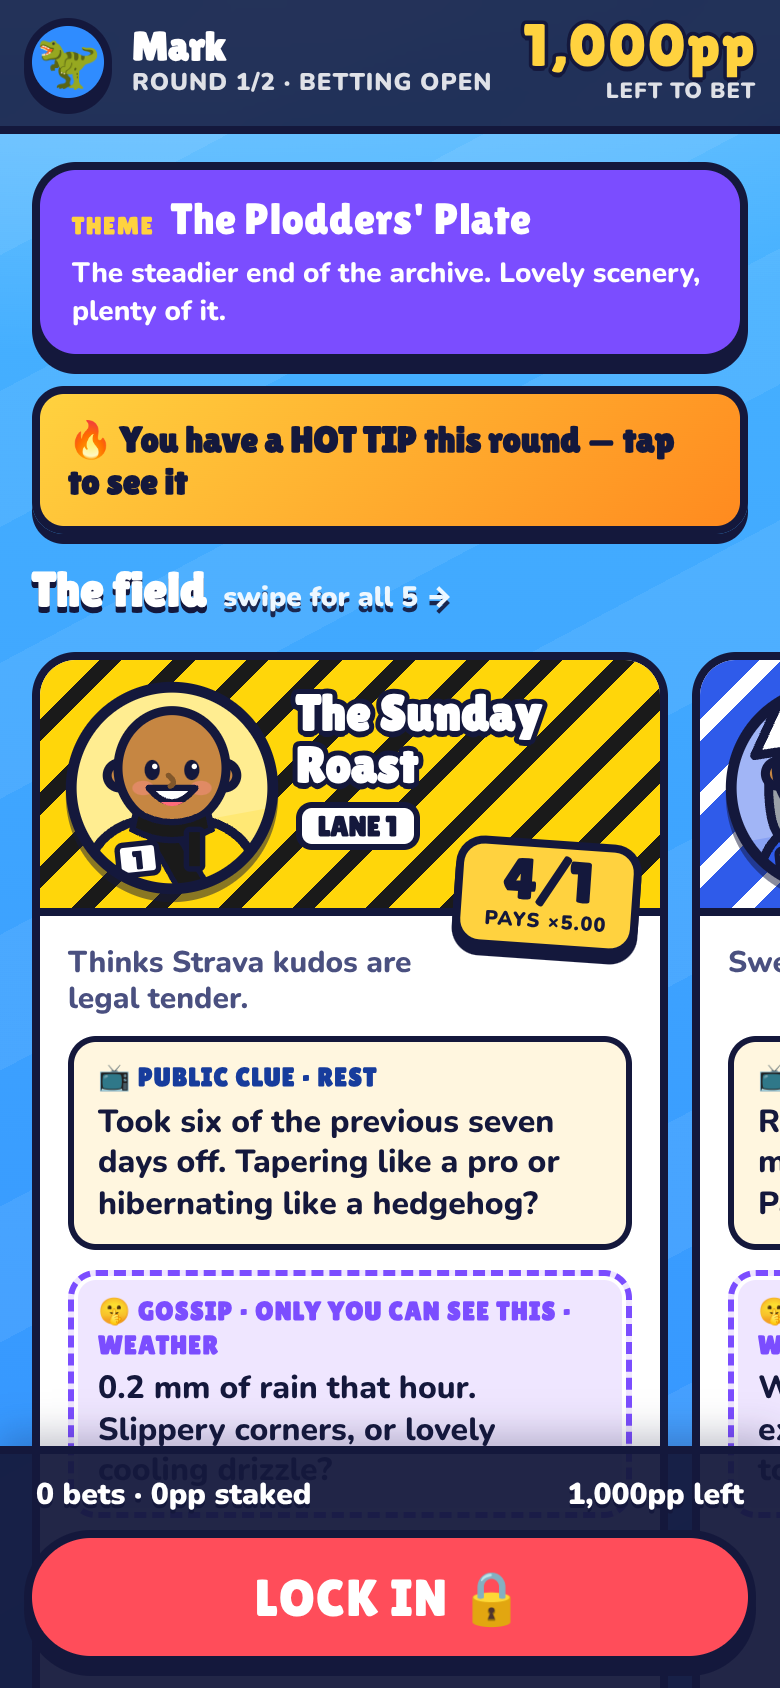 Mark
ROUND 1/2 · BETTING OPEN
1,000pp
LEFT TO BET
THEME The Plodders' Plate
The steadier end of the archive. Lovely scenery,
plenty of it.
🔥 You have a HOT TIP this round — tap
to see it
The field swipe for all 5 →
The Sunday
Roast
LANE 1
1
4/1
PAYS ×5.00
Thinks Strava kudos are
legal tender.
Swe
📺 PUBLIC CLUE · REST
Took six of the previous seven
days off. Tapering like a pro or
hibernating like a hedgehog?
R
m
P
🤫 GOSSIP · ONLY YOU CAN SEE THIS ·
WEATHER
0.2 mm of rain that hour.
Slippery corners, or lovely
cooling drizzle?
W
W
ex
to
0 bets · 0pp staked
1,000pp left
LOCK IN 🔒